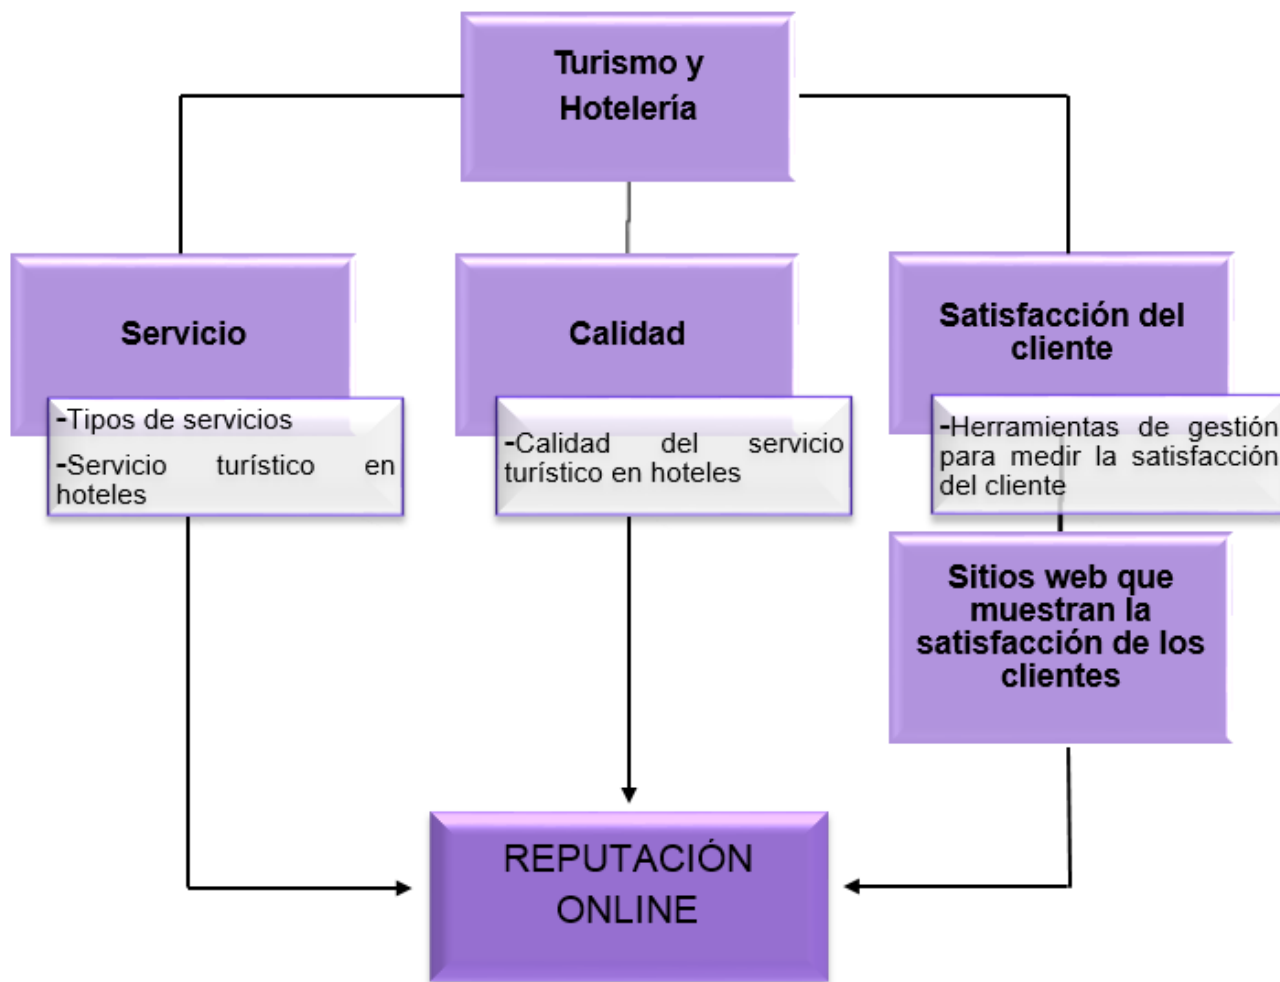 Turismo y
Hotelería
Servicio
-Tipos de servicios
-Servicio turístico en
hoteles
Calidad
-Calidad del servicio
turístico en hoteles
Satisfacción del
cliente
-Herramientas de gestión
para medir la satisfacción
del cliente
Sitios web que
muestran la
satisfacción de los
clientes
REPUTACIÓN
ONLINE